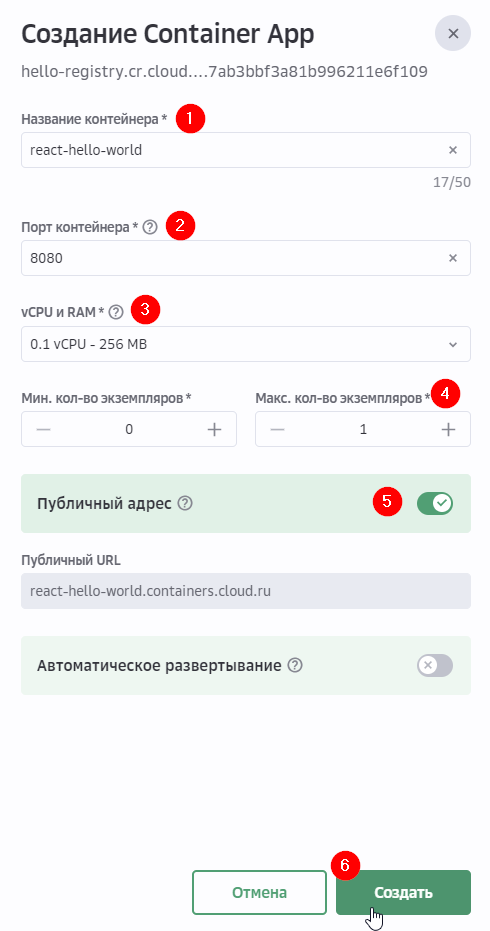 Создание Container App
hello-registry.cr.cloud....7ab3bbf3a81b996211e6f109
Название контейнера * 1
react-hello-world
17/50
Порт контейнера * 2
8080
vCPU и RAM * 3
0.1 vCPU - 256 MB
Мин. кол-во экземпляров * Макс. кол-во экземпляров * 4
0 1
Публичный адрес 5
Публичный URL
react-hello-world.containers.cloud.ru
Автоматическое развертывание
6
Отмена Создать